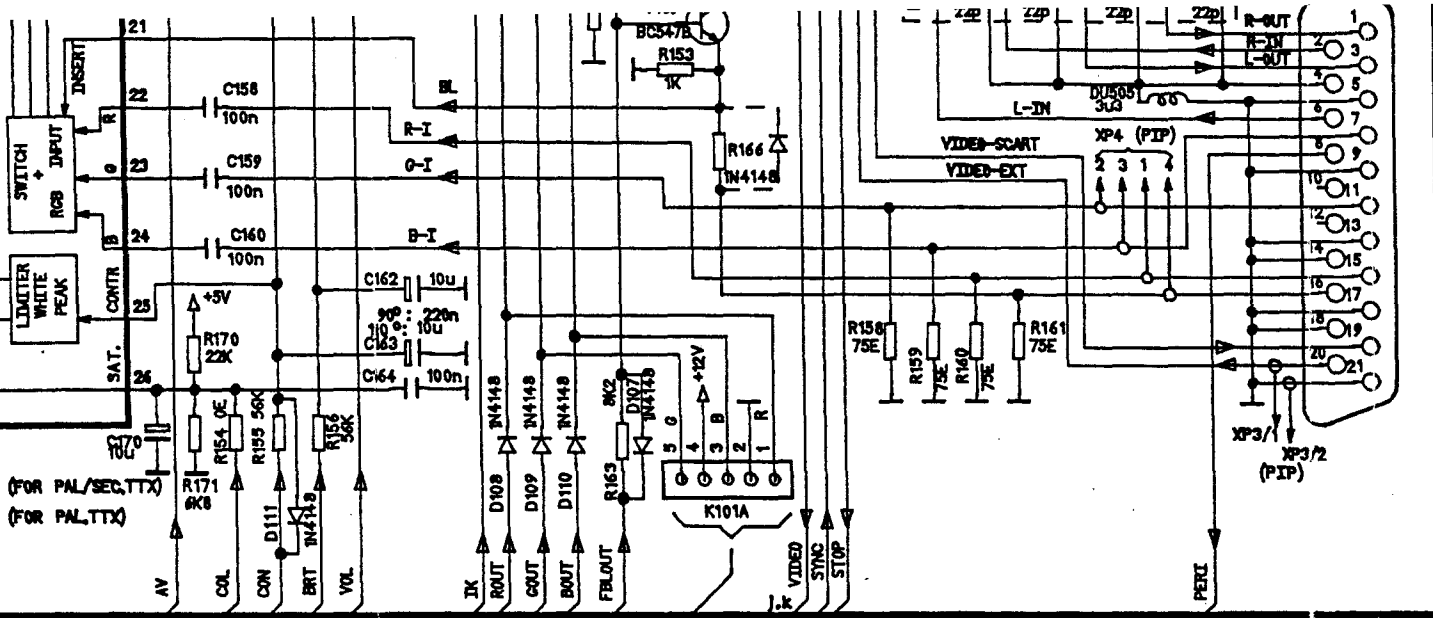 21
INSERT
22
R
23
G
24
B
25
26
SWITCH
+
RGB
INPUT
LIMITER
WHITE
PEAK
CONTR
SAT.
C158
100n
C159
100n
C160
100n
BL
R-I
G-I
B-I
BC547B
R153
1K
R166
1N4148
22p
22p
22p
22p
R-OUT
R-IN
L-OUT
DU505
3u3
L-IN
XP4 (PIP)
2 3 1 4
VIDEO-SCART
VIDEO-EXT
1
2
3
4
5
6
7
8
9
10
11
12
13
14
15
16
17
18
19
20
21
C162
10u
90°: 220n
110°: 10u
C163
C164
100n
+5V
R170
22K
R158
75E
R159
75E
R160
75E
R161
75E
XP3/1
XP3/2
(PIP)
C170
10u
R171
6K8
R154 0E
R155 56K
R156
56K
D111
1N4148
1N4148
1N4148
1N4148
D108
D109
D110
8K2
D107
1N4148
R163
+12V
G
B
R
5 4 3 2 1
K101A
(FOR PAL/SEC,TTX)
(FOR PAL,TTX)
AV
COL
CON
BRT
VOL
IK
ROUT
GOUT
BOUT
FBLOUT
j.k
VIDEO
SYNC
STOP
PERI